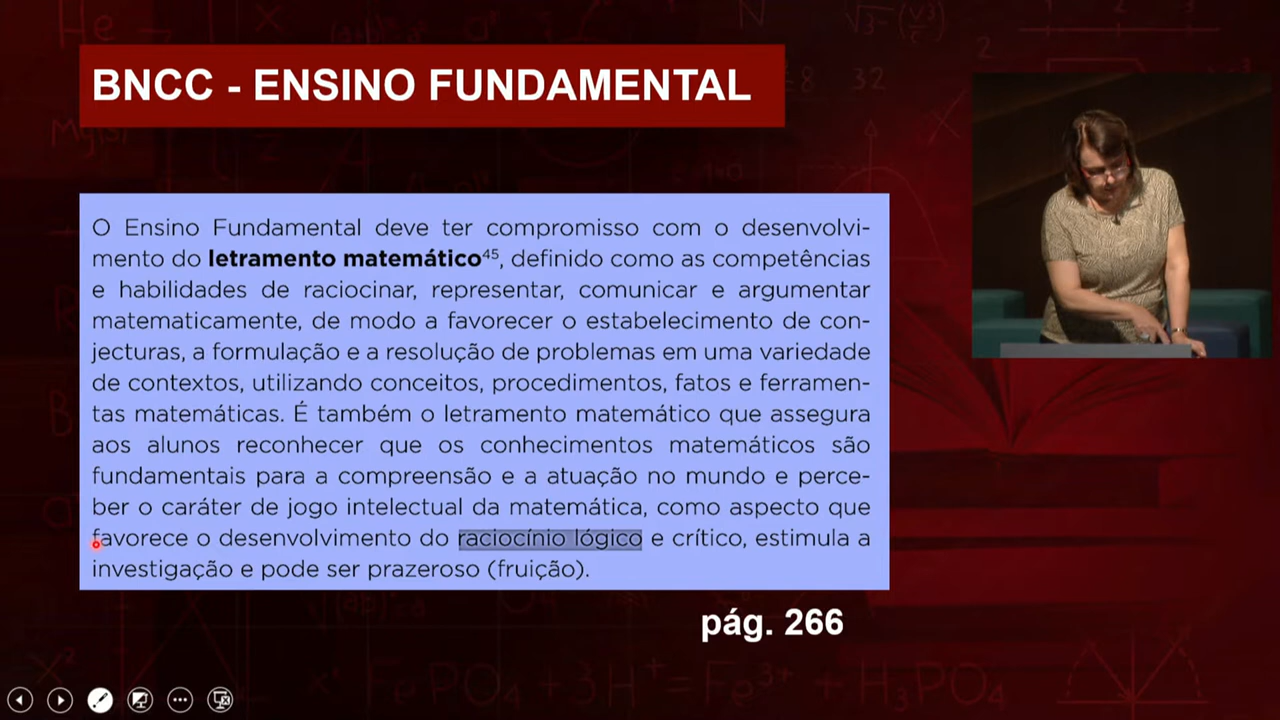 BNCC - ENSINO FUNDAMENTAL
O Ensino Fundamental deve ter compromisso com o desenvolvi-
mento do letramento matemático⁴⁵, definido como as competências
e habilidades de raciocinar, representar, comunicar e argumentar
matematicamente, de modo a favorecer o estabelecimento de con-
jecturas, a formulação e a resolução de problemas em uma variedade
de contextos, utilizando conceitos, procedimentos, fatos e ferramen-
tas matemáticas. É também o letramento matemático que assegura
aos alunos reconhecer que os conhecimentos matemáticos são
fundamentais para a compreensão e a atuação no mundo e perce-
ber o caráter de jogo intelectual da matemática, como aspecto que
favorece o desenvolvimento do raciocínio lógico e crítico, estimula a
investigação e pode ser prazeroso (fruição).
pág. 266
FePO₄ + 3H⁺ = Fe³⁺ + H₃PO₄